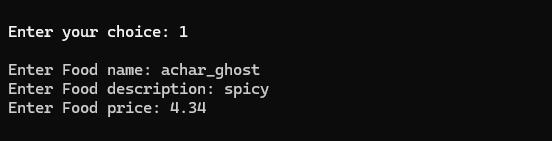 Enter your choice: 1
Enter Food name: achar_ghost
Enter Food description: spicy
Enter Food price: 4.34